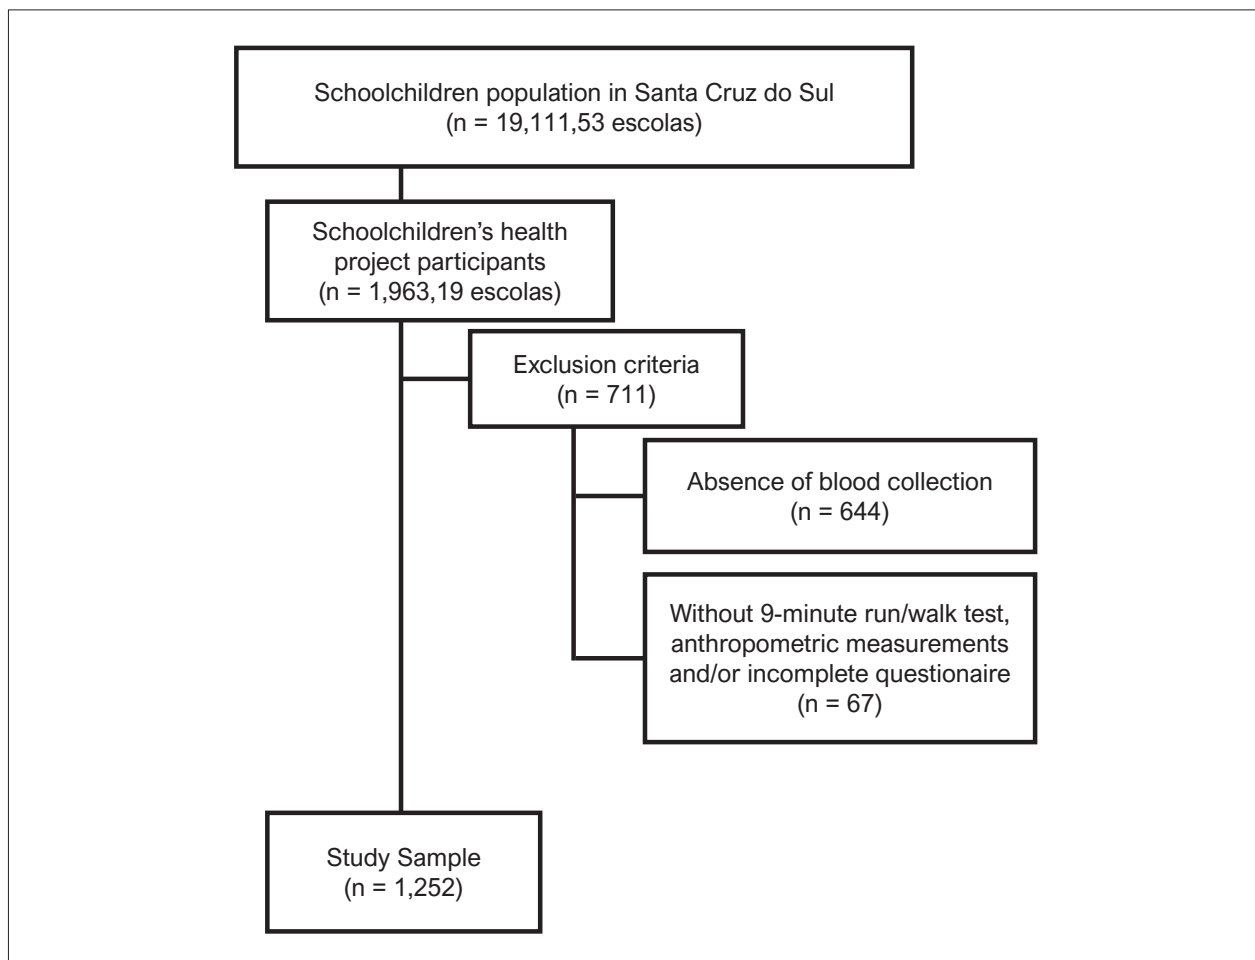 Schoolchildren population in Santa Cruz do Sul
(n = 19,111,53 escolas)
Schoolchildren's health
project participants
(n = 1,963,19 escolas)
Exclusion criteria
(n = 711)
Absence of blood collection
(n = 644)
Without 9-minute run/walk test,
anthropometric measurements
and/or incomplete questionaire
(n = 67)
Study Sample
(n = 1,252)